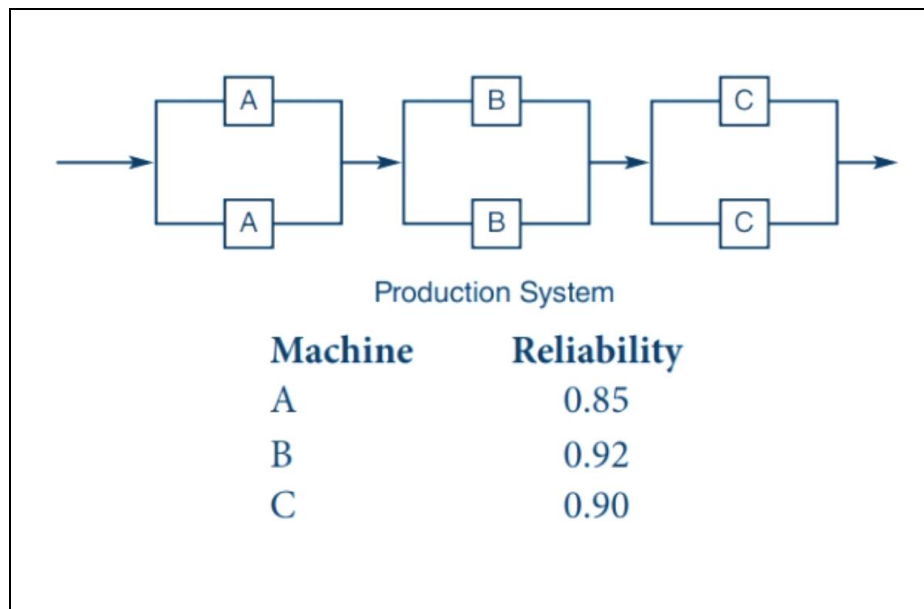 A B C
A B C
Production System
Machine Reliability
A 0.85
B 0.92
C 0.90